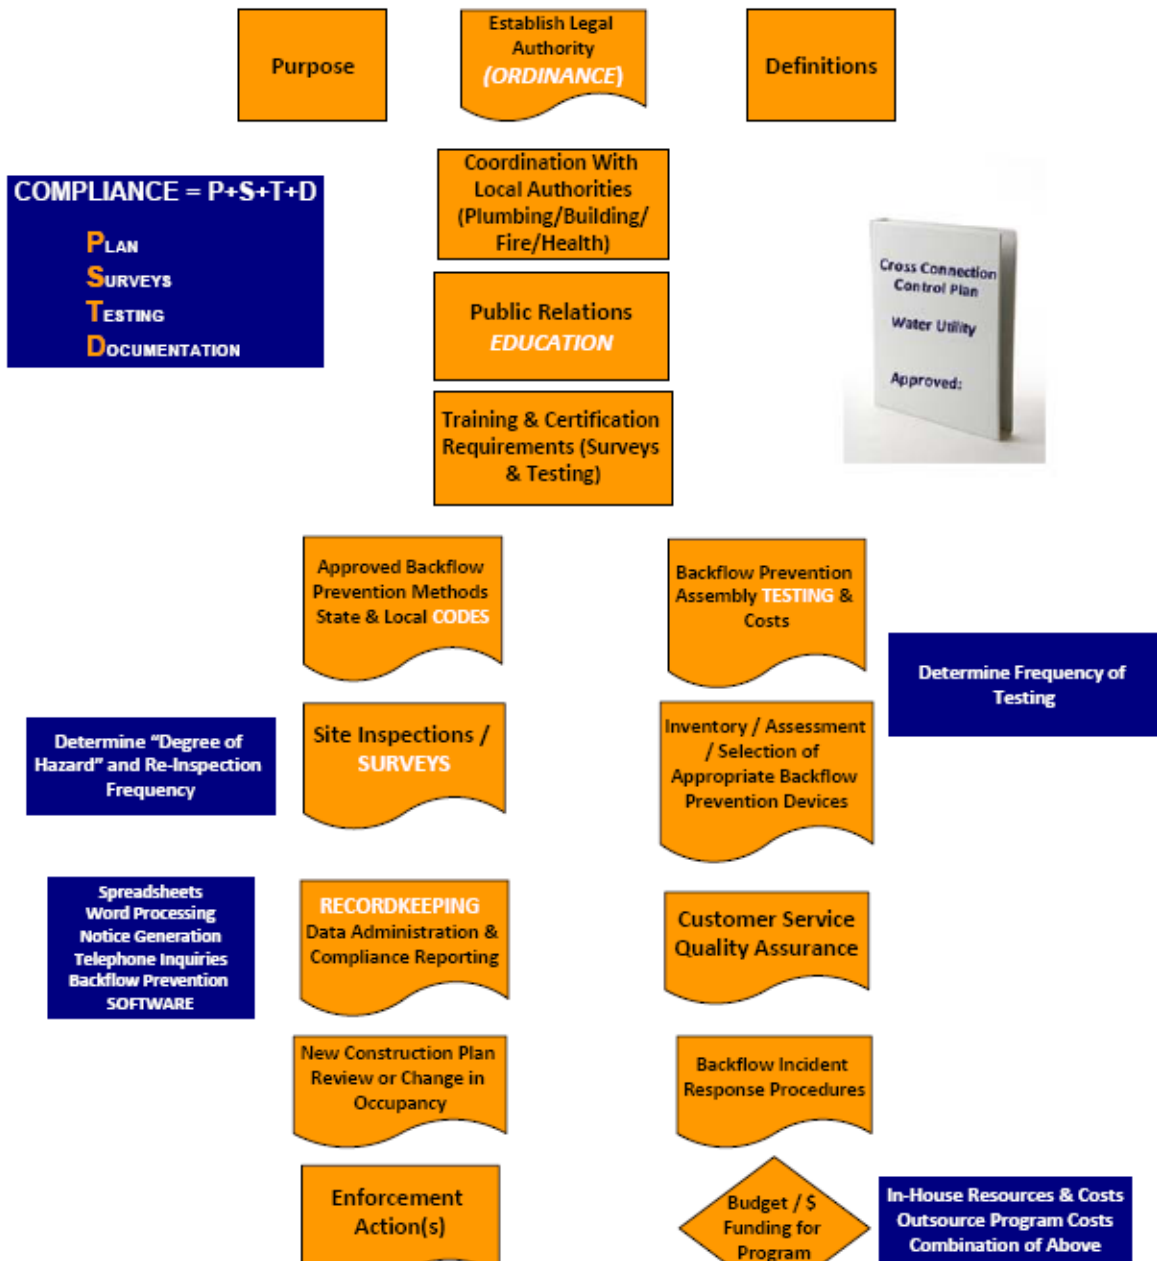 Purpose
Establish Legal
Authority
(ORDINANCE)
Definitions
COMPLIANCE = P+S+T+D
PLAN
SURVEYS
TESTING
DOCUMENTATION
Coordination With
Local Authorities
(Plumbing/Building/
Fire/Health)
Public Relations
EDUCATION
Training & Certification
Requirements (Surveys
& Testing)
Cross Connection
Control Plan
Water Utility
Approved:
Approved Backflow
Prevention Methods
State & Local CODES
Backflow Prevention
Assembly TESTING &
Costs
Determine Frequency of
Testing
Determine “Degree of
Hazard” and Re-Inspection
Frequency
Site Inspections /
SURVEYS
Inventory / Assessment
/ Selection of
Appropriate Backflow
Prevention Devices
Spreadsheets
Word Processing
Notice Generation
Telephone Inquiries
Backflow Prevention
SOFTWARE
RECORDKEEPING
Data Administration &
Compliance Reporting
Customer Service
Quality Assurance
New Construction Plan
Review or Change in
Occupancy
Backflow Incident
Response Procedures
Enforcement
Action(s)
Budget / $
Funding for
Program
In-House Resources & Costs
Outsource Program Costs
Combination of Above